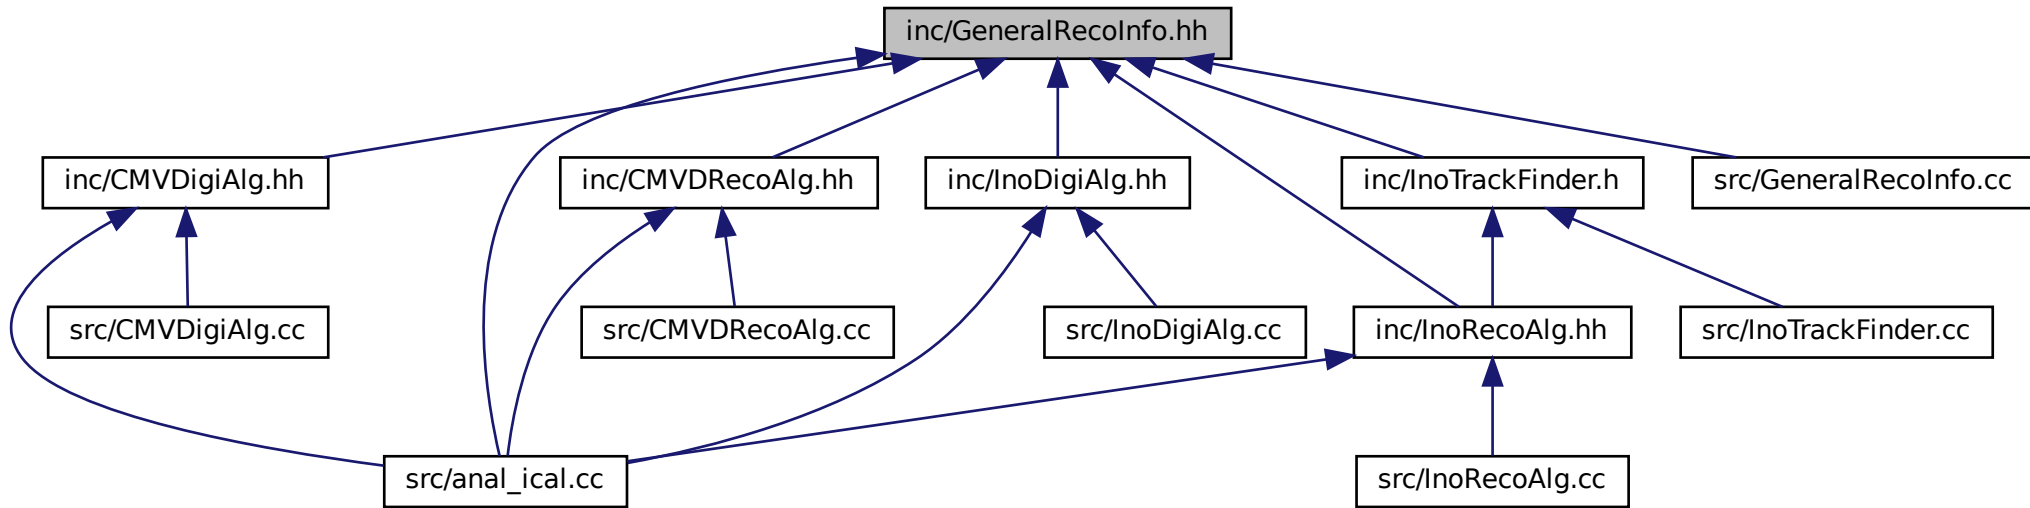 inc/GeneralRecoInfo.hh
inc/CMVDigiAlg.hh
inc/CMVDRecoAlg.hh
inc/InoDigiAlg.hh
inc/InoTrackFinder.h
src/GeneralRecoInfo.cc
src/CMVDigiAlg.cc
src/CMVDRecoAlg.cc
src/InoDigiAlg.cc
inc/InoRecoAlg.hh
src/InoTrackFinder.cc
src/anal_ical.cc
src/InoRecoAlg.cc